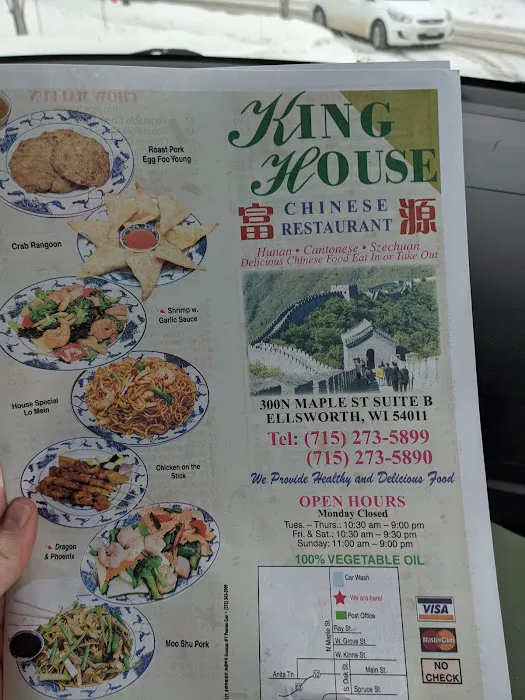 Roast Pork
Egg Foo Young
Crab Rangoon
Shrimp w.
Garlic Sauce
House Special
Lo Mein
Chicken on the
Stick
Dragon
& Phoenix
Moo Shu Pork
KING
HOUSE
富 CHINESE 源
RESTAURANT
Hunan • Cantonese • Szechuan
Delicious Chinese Food Eat In or Take Out
300N MAPLE ST SUITE B
ELLSWORTH, WI 54011
Tel: (715) 273-5899
(715) 273-5890
We Provide Healthy and Delicious Food
OPEN HOURS
Monday Closed
Tues. – Thurs.: 10:30 am – 9:00 pm
Fri. & Sat.: 10:30 am – 9:30 pm
Sunday: 11:00 am – 9:00 pm
100% VEGETABLE OIL
Car Wash
We are here!
Post Office
N Maple St.
W. Grove St.
W. Kinne St.
Anita Tn
Main St.
S. Oak St.
Spruce St.
VISA
MasterCard
NO
CHECK